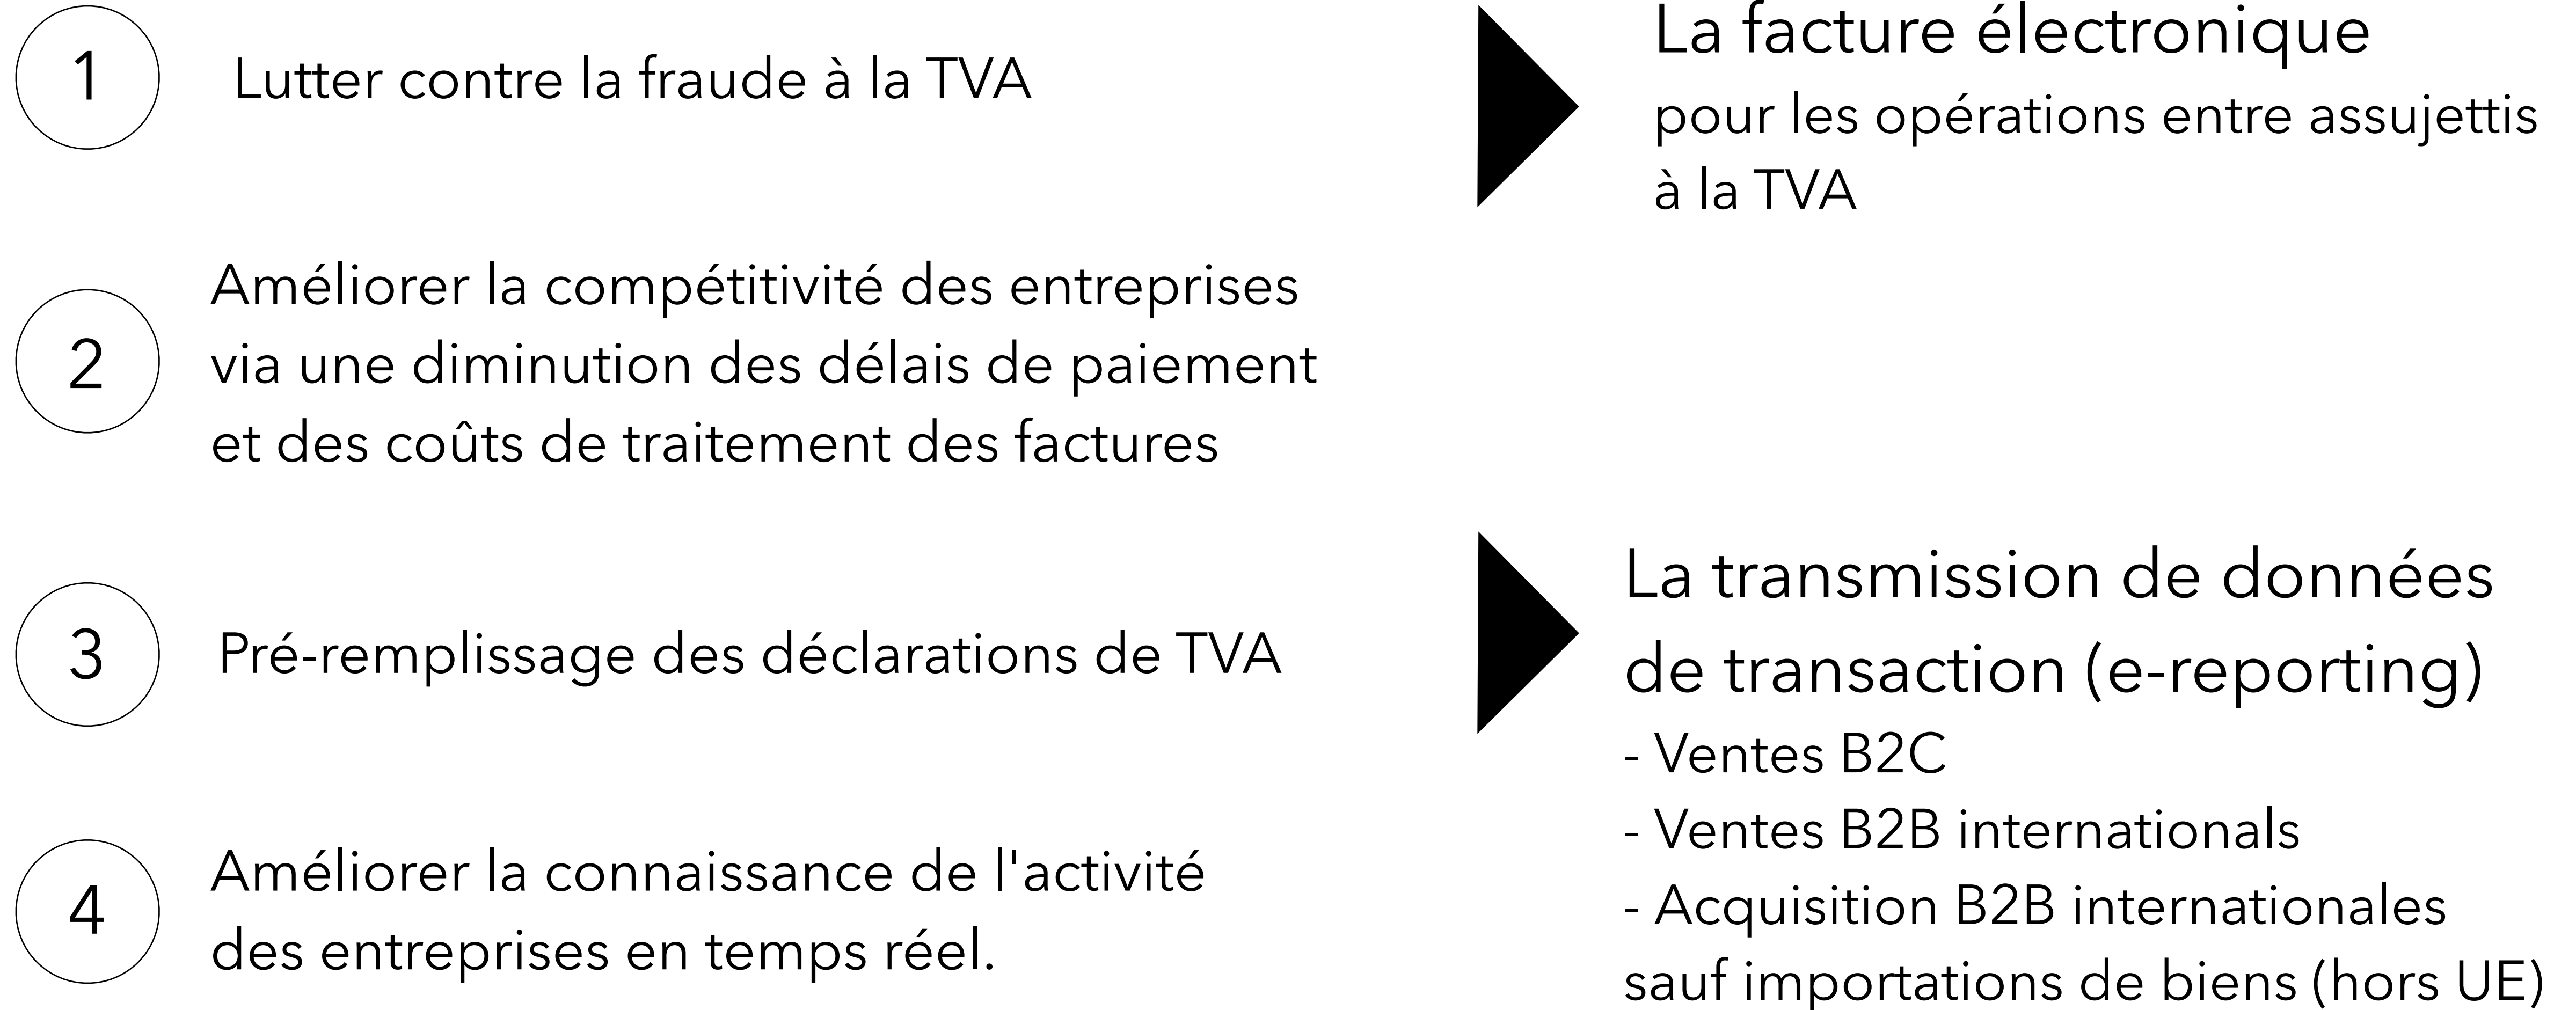 1
Lutter contre la fraude à la TVA
2
Améliorer la compétitivité des entreprises
via une diminution des délais de paiement
et des coûts de traitement des factures
3
Pré-remplissage des déclarations de TVA
4
Améliorer la connaissance de l'activité
des entreprises en temps réel.
La facture électronique
pour les opérations entre assujettis
à la TVA
La transmission de données
de transaction (e-reporting)
- Ventes B2C
- Ventes B2B internationals
- Acquisition B2B internationales
sauf importations de biens (hors UE)